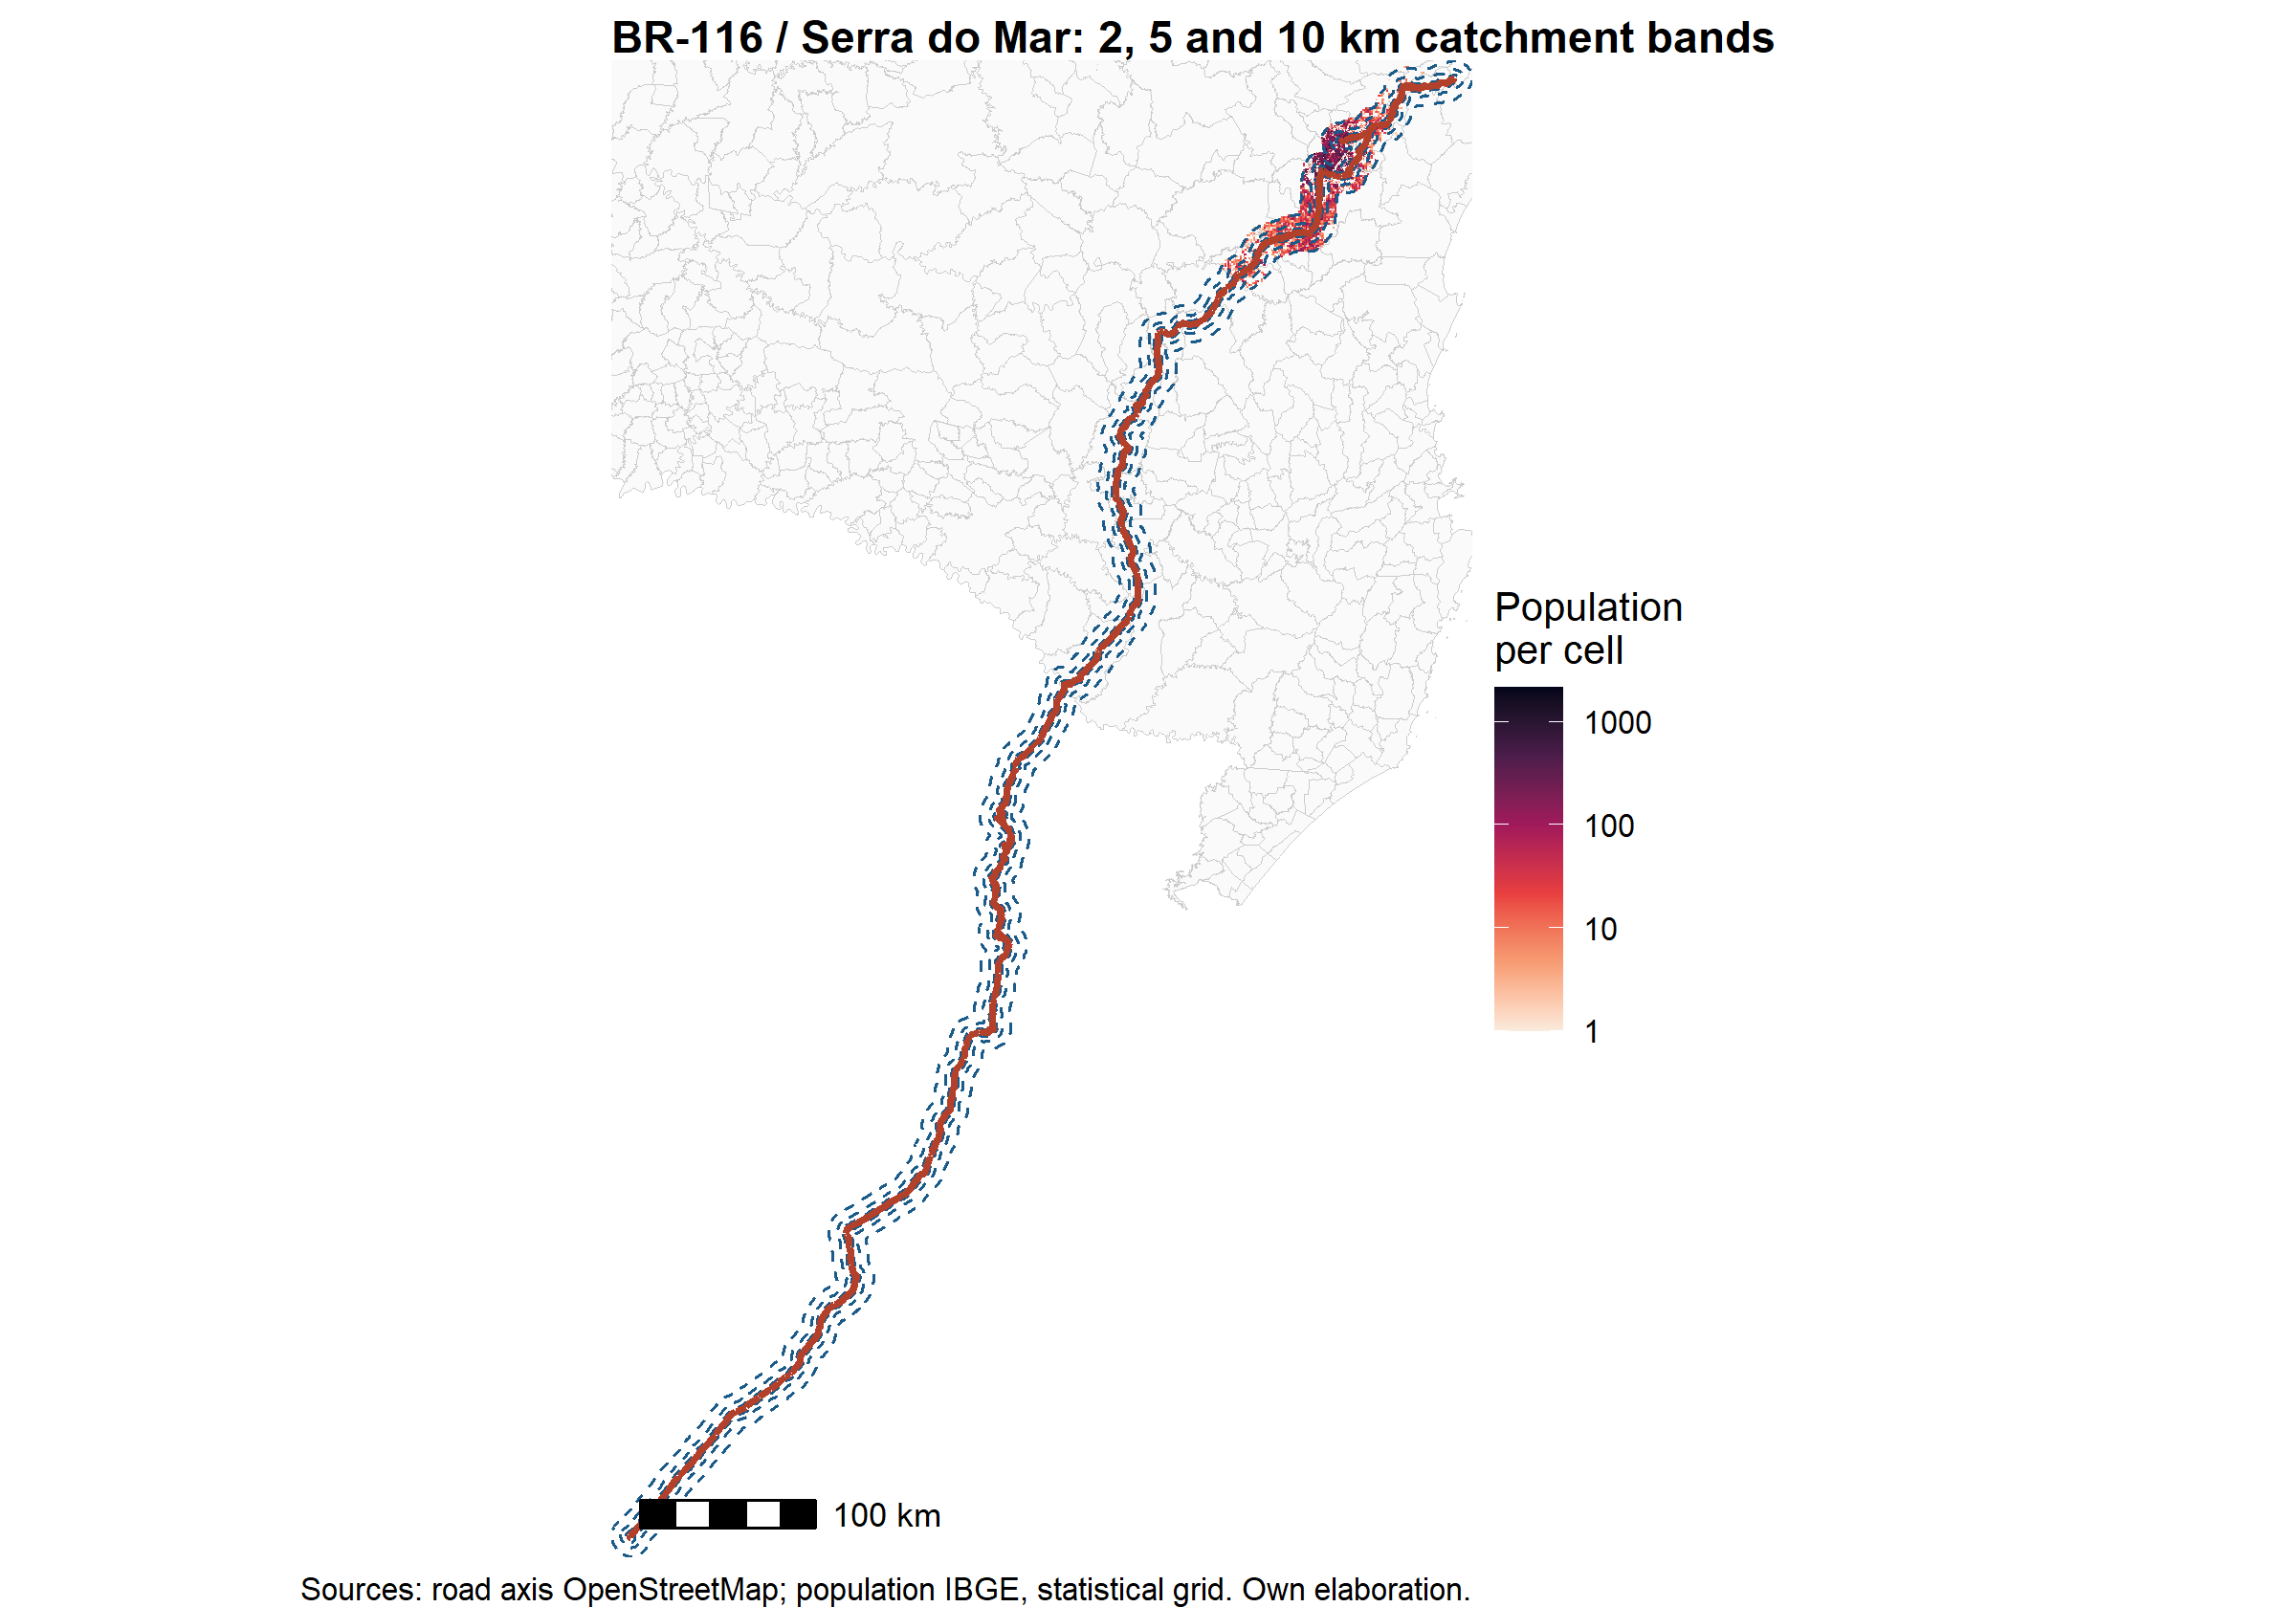 BR-116 / Serra do Mar: 2, 5 and 10 km catchment bands
Population
per cell
1000
100
10
1
100 km
Sources: road axis OpenStreetMap; population IBGE, statistical grid. Own elaboration.